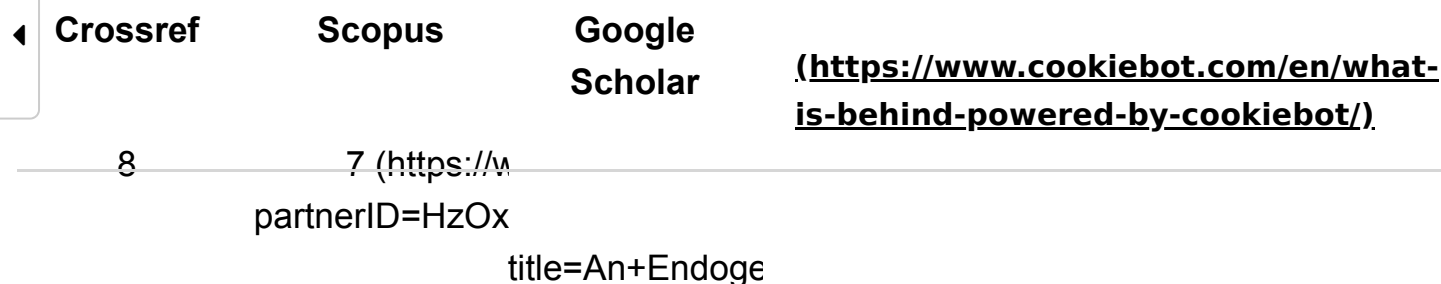 Crossref Scopus Google
Scholar
(https://www.cookiebot.com/en/what-
is-behind-powered-by-cookiebot/)
8 7 (https://w
partnerID=HzOx
title=An+Endoge